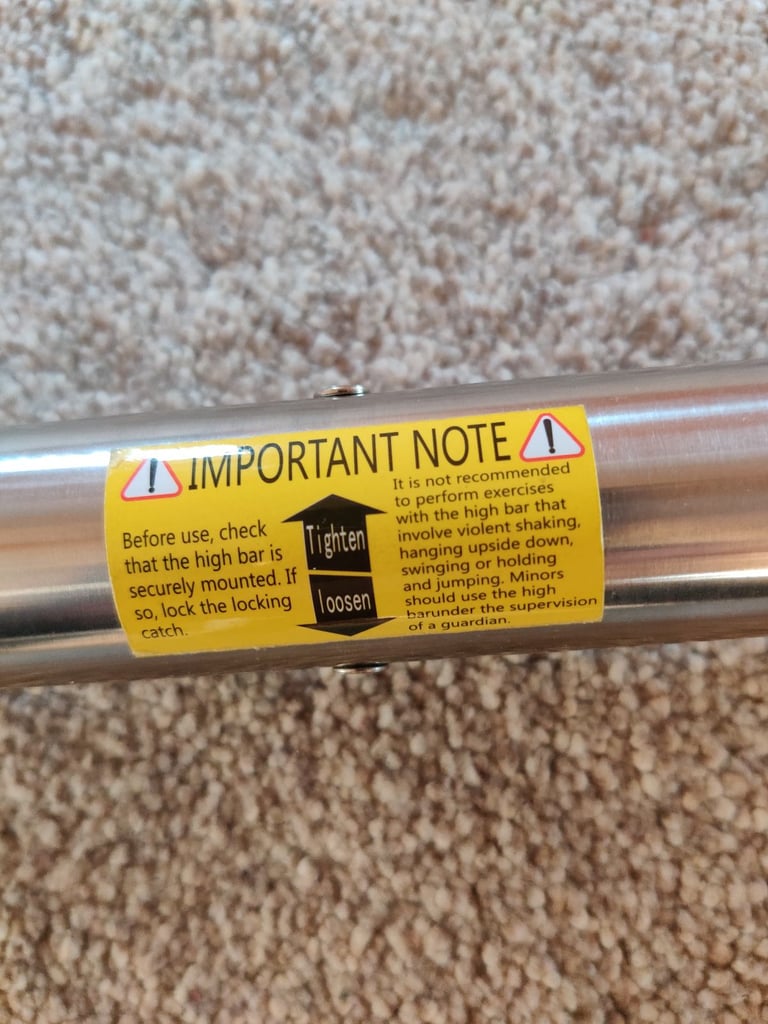 IMPORTANT NOTE
Before use, check
that the high bar is
securely mounted. If
so, lock the locking
catch.
Tighten
loosen
It is not recommended
to perform exercises
with the high bar that
involve violent shaking,
hanging upside down,
swinging or holding
and jumping. Minors
should use the high
barunder the supervision
of a guardian.